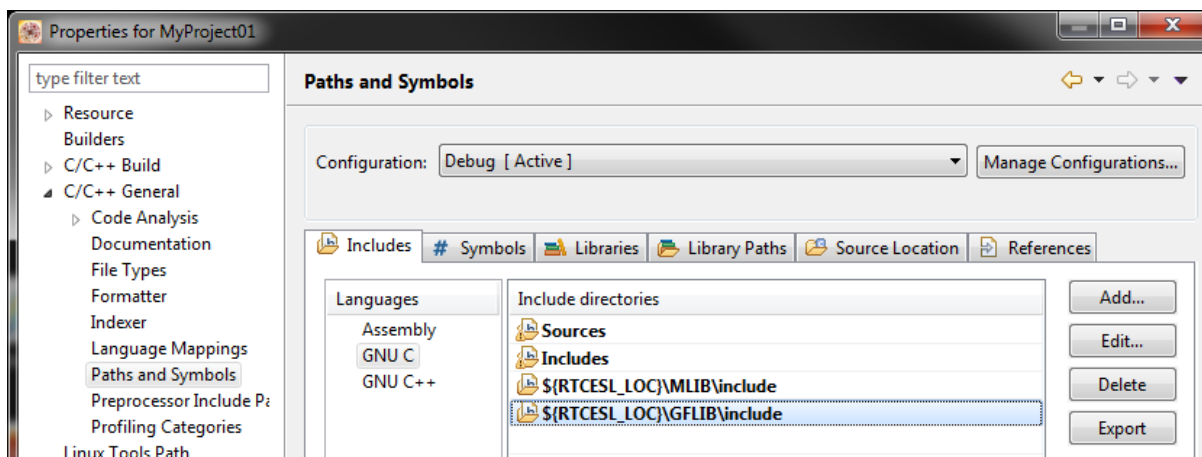 Properties for MyProject01
type filter text
Resource
Builders
C/C++ Build
C/C++ General
Code Analysis
Documentation
File Types
Formatter
Indexer
Language Mappings
Paths and Symbols
Preprocessor Include Pa
Profiling Categories
Linux Tools Path
Paths and Symbols
Configuration: Debug [ Active ] Manage Configurations...
Includes # Symbols Libraries Library Paths Source Location References
Languages
Assembly
GNU C
GNU C++
Include directories
Sources
Includes
${RTCESL_LOC}\MLIB\include
${RTCESL_LOC}\GFLIB\include
Add...
Edit...
Delete
Export